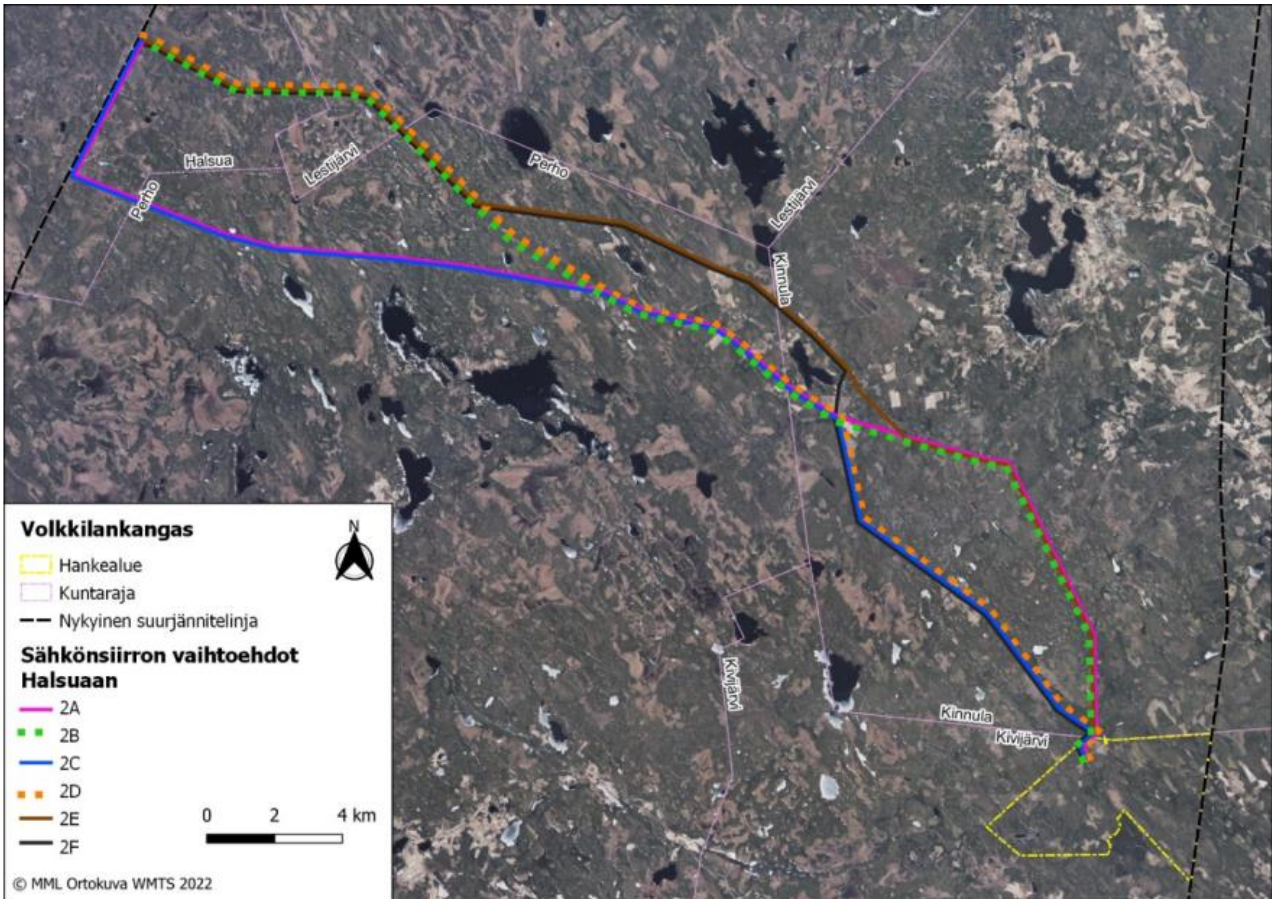 Halsua
Lestijärvi
Perho
Perho
Lestijärvi
Kinnula
Kivijärvi
Kinnula
Kivijärvi
Volkkilankangas
N
Hankealue
Kuntaraja
Nykyinen suurjännitelinja
Sähkönsiirron vaihtoehdot
Halsuaan
2A
2B
2C
2D
2E
2F
0 2 4 km
© MML Ortokuva WMTS 2022